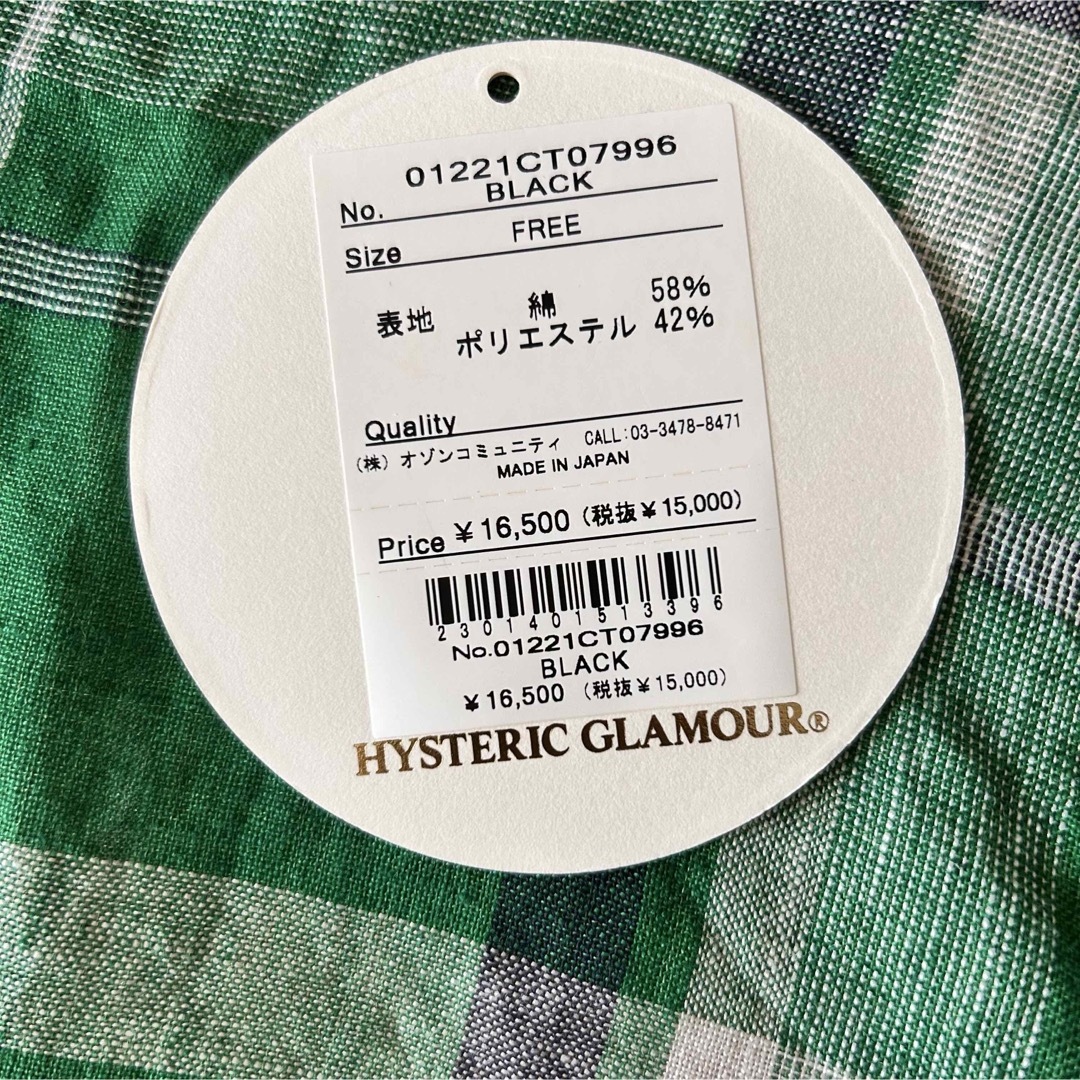 01221CT07996
No. BLACK
Size FREE
表地 綿 58%
ポリエステル 42%
Quality
(株) オゾンコミュニティ CALL:03-3478-8471
MADE IN JAPAN
Price ¥16,500 (税抜¥15,000)
2301401513396
No.01221CT07996
BLACK
¥16,500 (税抜¥15,000)
HYSTERIC GLAMOUR®